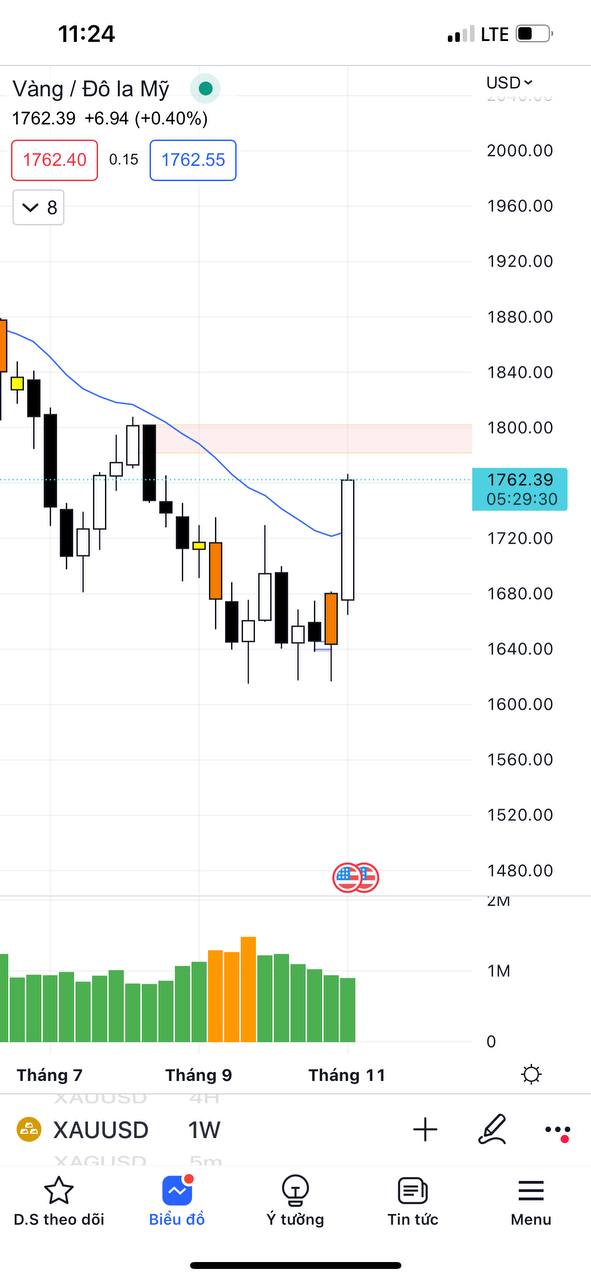 11:24
LTE
Vàng / Đô la Mỹ
USD
1762.39 +6.94 (+0.40%)
1762.40 0.15 1762.55
8
2000.00
1960.00
1920.00
1880.00
1840.00
1800.00
1762.39
05:29:30
1720.00
1680.00
1640.00
1600.00
1560.00
1520.00
1480.00
2M
1M
0
Tháng 7 Tháng 9 Tháng 11
XAUUSD 4H
XAUUSD 1W
XAGUSD 5m
D.S theo dõi Biểu đồ Ý tưởng Tin tức Menu